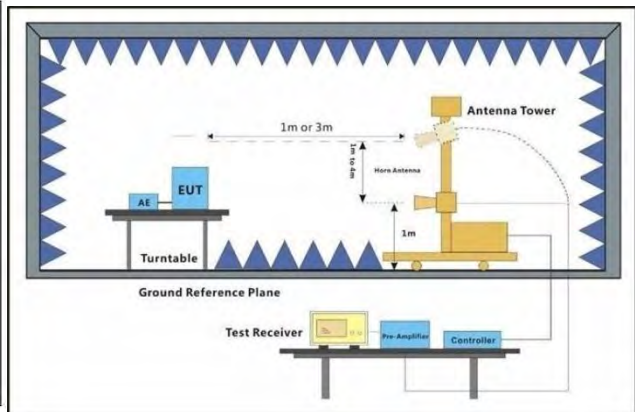 1m or 3m
Antenna Tower
1m to 4m
Horn Antenna
EUT
AE
1m
Turntable
Ground Reference Plane
Test Receiver
Pre-Amplifier
Controller